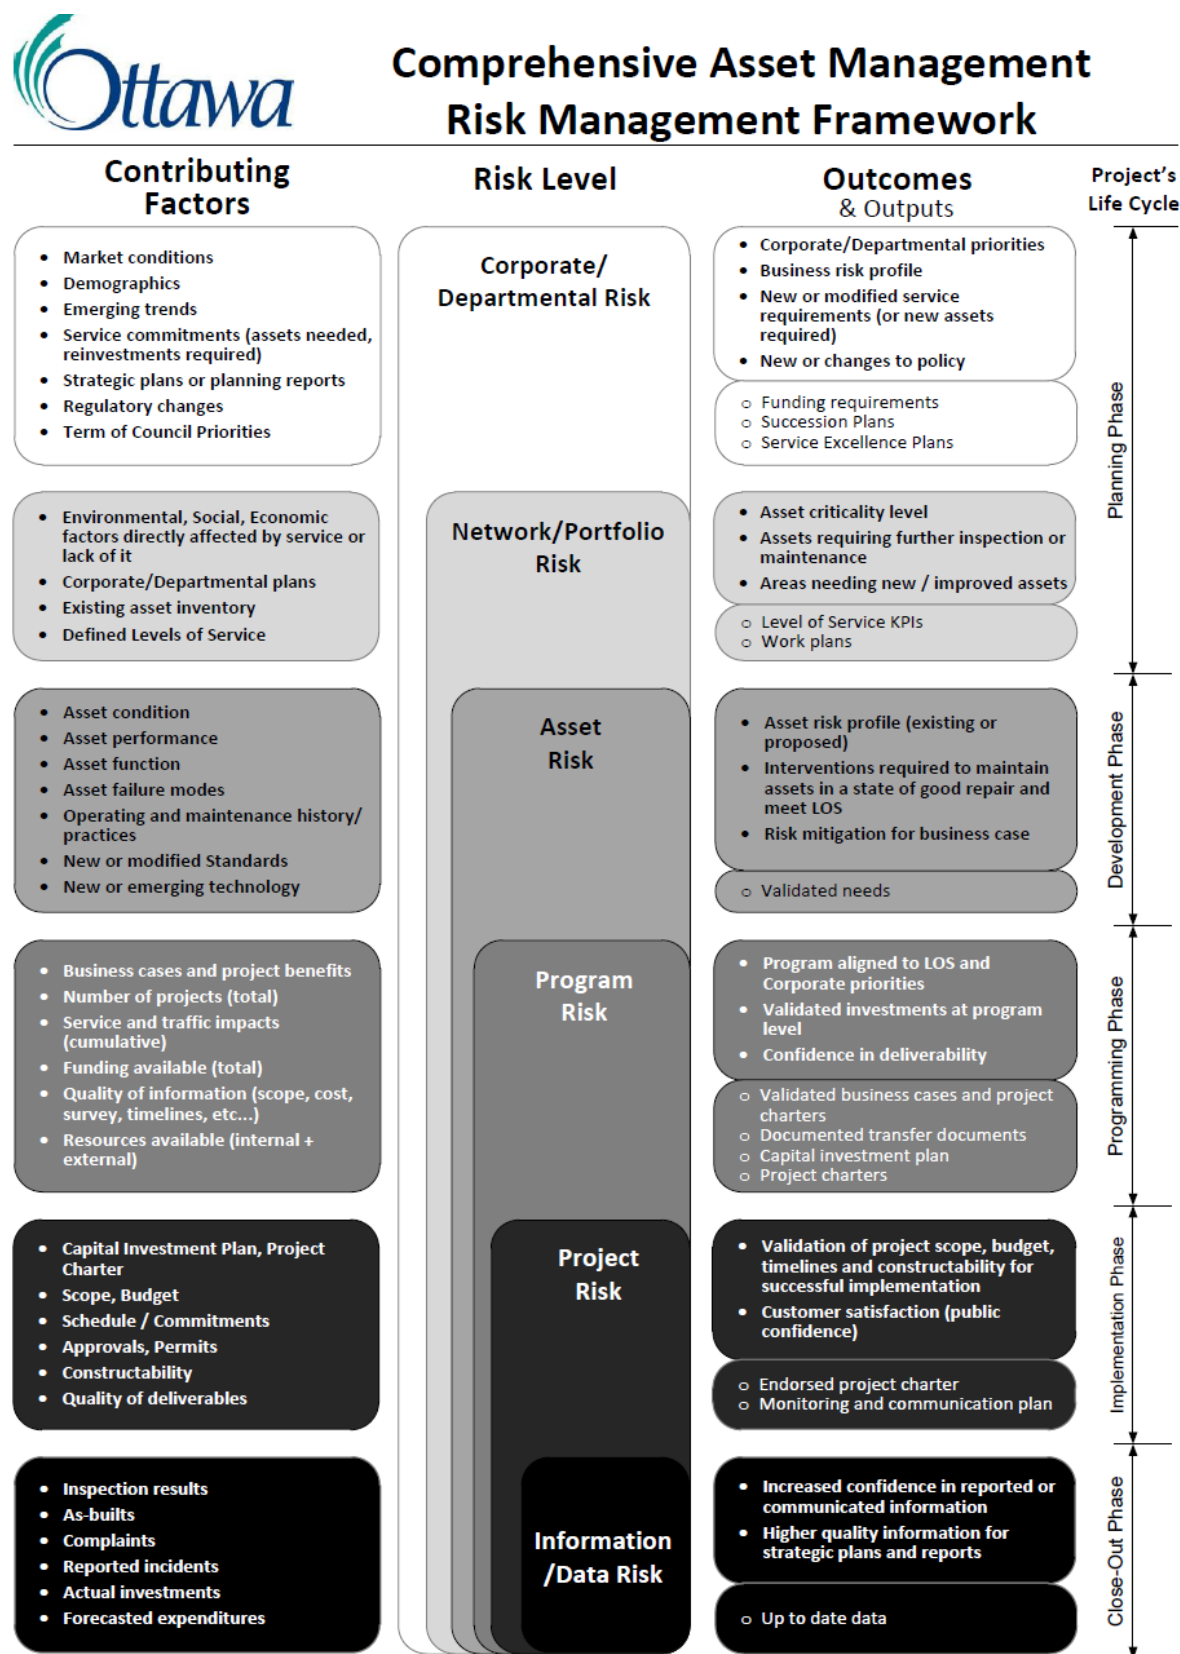 Ottawa
Comprehensive Asset Management
Risk Management Framework
Contributing
Factors
Risk Level
Outcomes
& Outputs
Project's
Life Cycle
• Market conditions
• Demographics
• Emerging trends
• Service commitments (assets needed,
reinvestments required)
• Strategic plans or planning reports
• Regulatory changes
• Term of Council Priorities
Corporate/
Departmental Risk
• Corporate/Departmental priorities
• Business risk profile
• New or modified service
requirements (or new assets
required)
• New or changes to policy
o Funding requirements
o Succession Plans
o Service Excellence Plans
Planning Phase
• Environmental, Social, Economic
factors directly affected by service or
lack of it
• Corporate/Departmental plans
• Existing asset inventory
• Defined Levels of Service
Network/Portfolio
Risk
• Asset criticality level
• Assets requiring further inspection or
maintenance
• Areas needing new / improved assets
o Level of Service KPIs
o Work plans
• Asset condition
• Asset performance
• Asset function
• Asset failure modes
• Operating and maintenance history/
practices
• New or modified Standards
• New or emerging technology
Asset
Risk
• Asset risk profile (existing or
proposed)
• Interventions required to maintain
assets in a state of good repair and
meet LOS
• Risk mitigation for business case
o Validated needs
Development Phase
• Business cases and project benefits
• Number of projects (total)
• Service and traffic impacts
(cumulative)
• Funding available (total)
• Quality of information (scope, cost,
survey, timelines, etc...)
• Resources available (internal +
external)
Program
Risk
• Program aligned to LOS and
Corporate priorities
• Validated investments at program
level
• Confidence in deliverability
o Validated business cases and project
charters
o Documented transfer documents
o Capital investment plan
o Project charters
Programming Phase
• Capital Investment Plan, Project
Charter
• Scope, Budget
• Schedule / Commitments
• Approvals, Permits
• Constructability
• Quality of deliverables
Project
Risk
• Validation of project scope, budget,
timelines and constructability for
successful implementation
• Customer satisfaction (public
confidence)
o Endorsed project charter
o Monitoring and communication plan
Implementation Phase
• Inspection results
• As-builts
• Complaints
• Reported incidents
• Actual investments
• Forecasted expenditures
Information
/Data Risk
• Increased confidence in reported or
communicated information
• Higher quality information for
strategic plans and reports
o Up to date data
Close-Out Phase